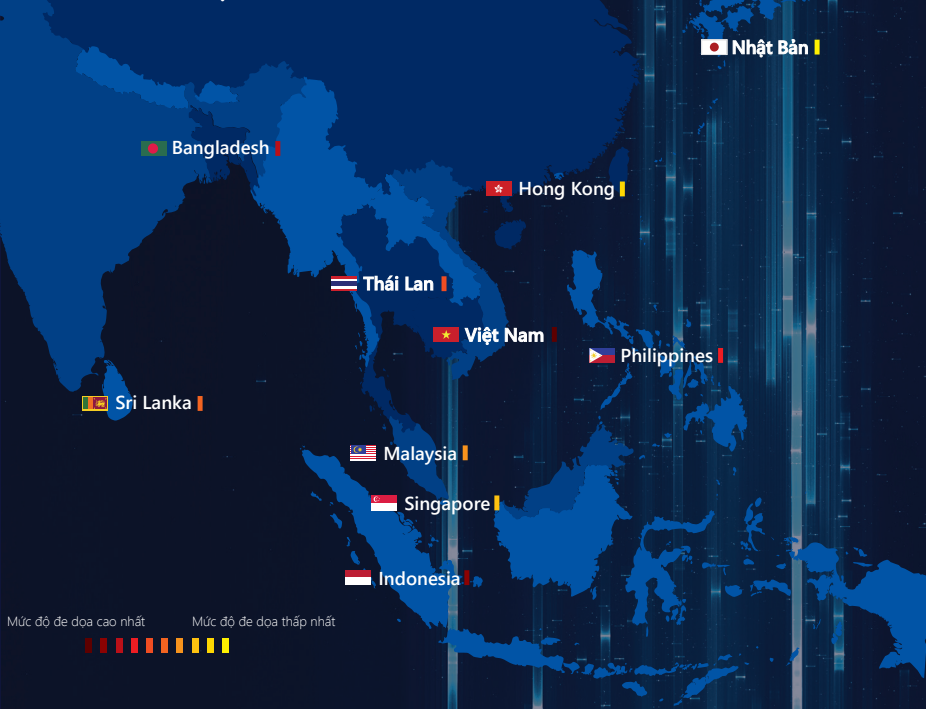 Nhật Bản
Bangladesh
Hong Kong
Thái Lan
Việt Nam
Philippines
Sri Lanka
Malaysia
Singapore
Indonesia
Mức độ đe dọa cao nhất
Mức độ đe dọa thấp nhất